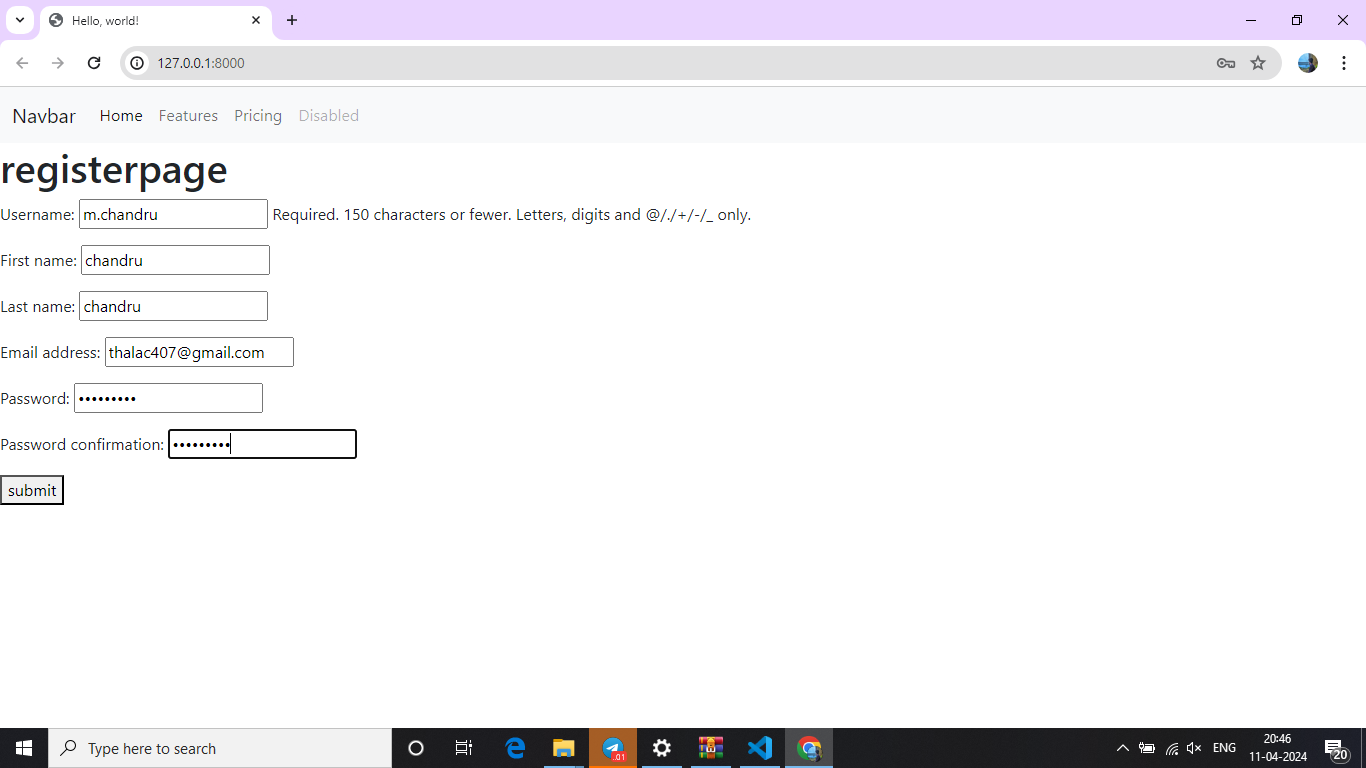 Hello, world!
127.0.0.1:8000
Navbar Home Features Pricing Disabled
registerpage
Username: m.chandru Required. 150 characters or fewer. Letters, digits and @/./+/-/_ only.
First name: chandru
Last name: chandru
Email address: thalac407@gmail.com
Password: •••••••••
Password confirmation: •••••••••
submit
Type here to search
.01
ENG
20:46
11-04-2024
20